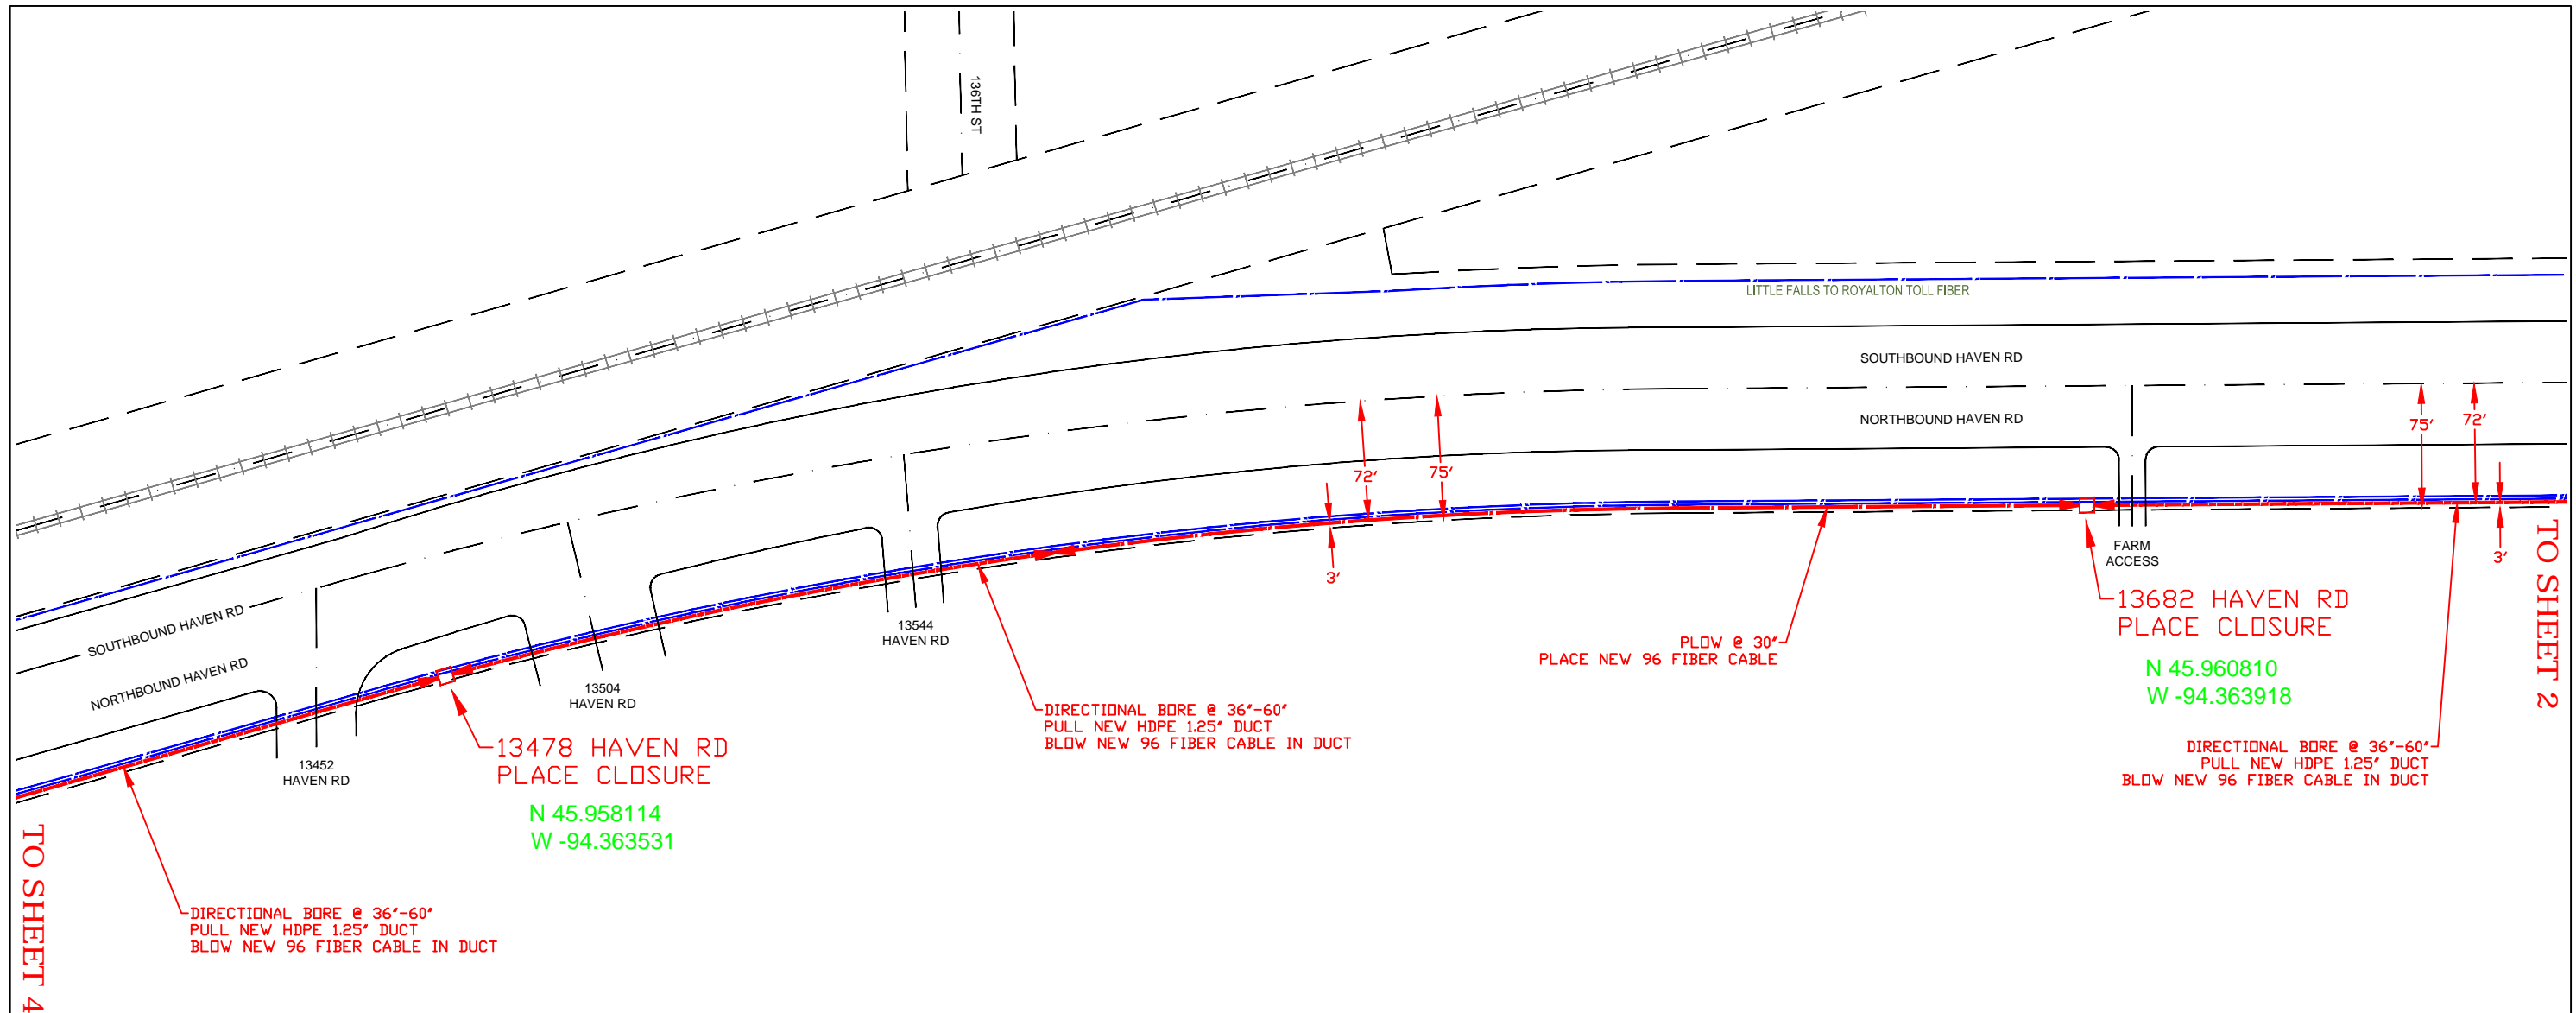 136TH ST
LITTLE FALLS TO ROYALTON TOLL FIBER
SOUTHBOUND HAVEN RD
NORTHBOUND HAVEN RD
72'
75'
3'
75'
72'
3'
FARM
ACCESS
TO SHEET 2
13682 HAVEN RD
PLACE CLOSURE
N 45.960810
W -94.363918
PLOW @ 30"
PLACE NEW 96 FIBER CABLE
DIRECTIONAL BORE @ 36"-60"
PULL NEW HDPE 1.25" DUCT
BLOW NEW 96 FIBER CABLE IN DUCT
SOUTHBOUND HAVEN RD
NORTHBOUND HAVEN RD
13544
HAVEN RD
13504
HAVEN RD
13452
HAVEN RD
DIRECTIONAL BORE @ 36"-60"
PULL NEW HDPE 1.25" DUCT
BLOW NEW 96 FIBER CABLE IN DUCT
13478 HAVEN RD
PLACE CLOSURE
N 45.958114
W -94.363531
TO SHEET 4
DIRECTIONAL BORE @ 36"-60"
PULL NEW HDPE 1.25" DUCT
BLOW NEW 96 FIBER CABLE IN DUCT